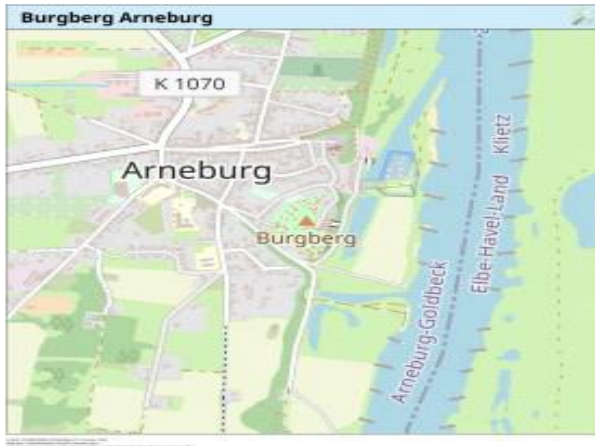 Burgberg Arneburg
K 1070
Arneburg
Burgberg
Klietz
Elbe-Havel-Land
Arneburg-Goldbeck